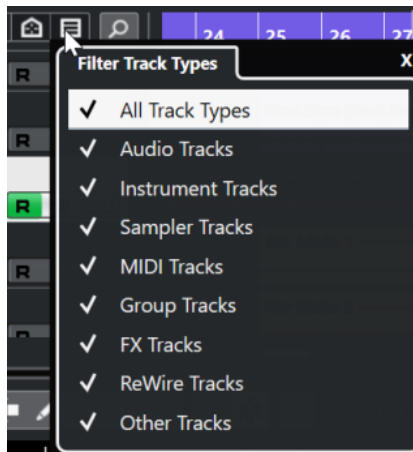 24 25 26 27
Filter Track Types X
R
✓ All Track Types
✓ Audio Tracks
R
✓ Instrument Tracks
R
✓ Sampler Tracks
✓ MIDI Tracks
R
✓ Group Tracks
✓ FX Tracks
✓ ReWire Tracks
✓ Other Tracks